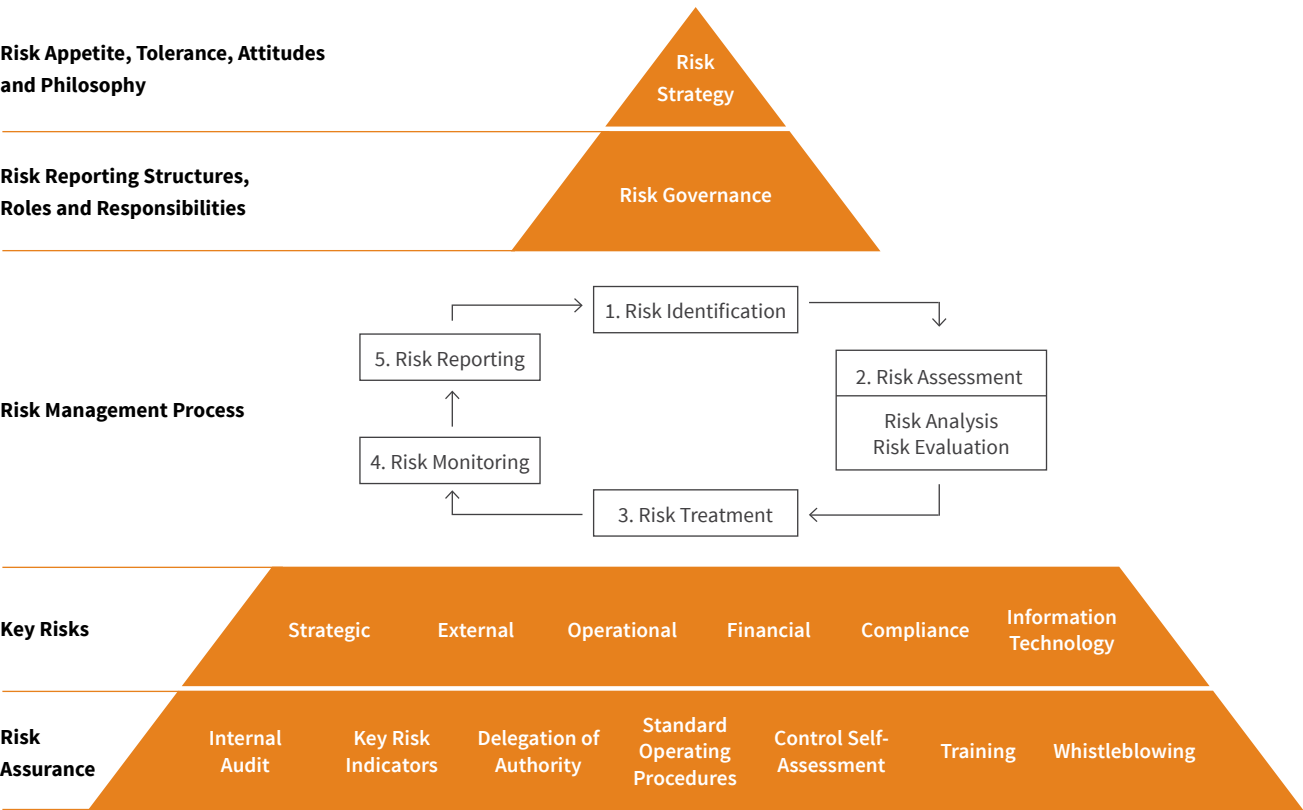 Risk Appetite, Tolerance, Attitudes
and Philosophy
Risk
Strategy
Risk Reporting Structures,
Roles and Responsibilities
Risk Governance
Risk Management Process
1. Risk Identification
2. Risk Assessment
Risk Analysis
Risk Evaluation
3. Risk Treatment
4. Risk Monitoring
5. Risk Reporting
Key Risks
Strategic
External
Operational
Financial
Compliance
Information
Technology
Risk
Assurance
Internal
Audit
Key Risk
Indicators
Delegation of
Authority
Standard
Operating
Procedures
Control Self-
Assessment
Training
Whistleblowing